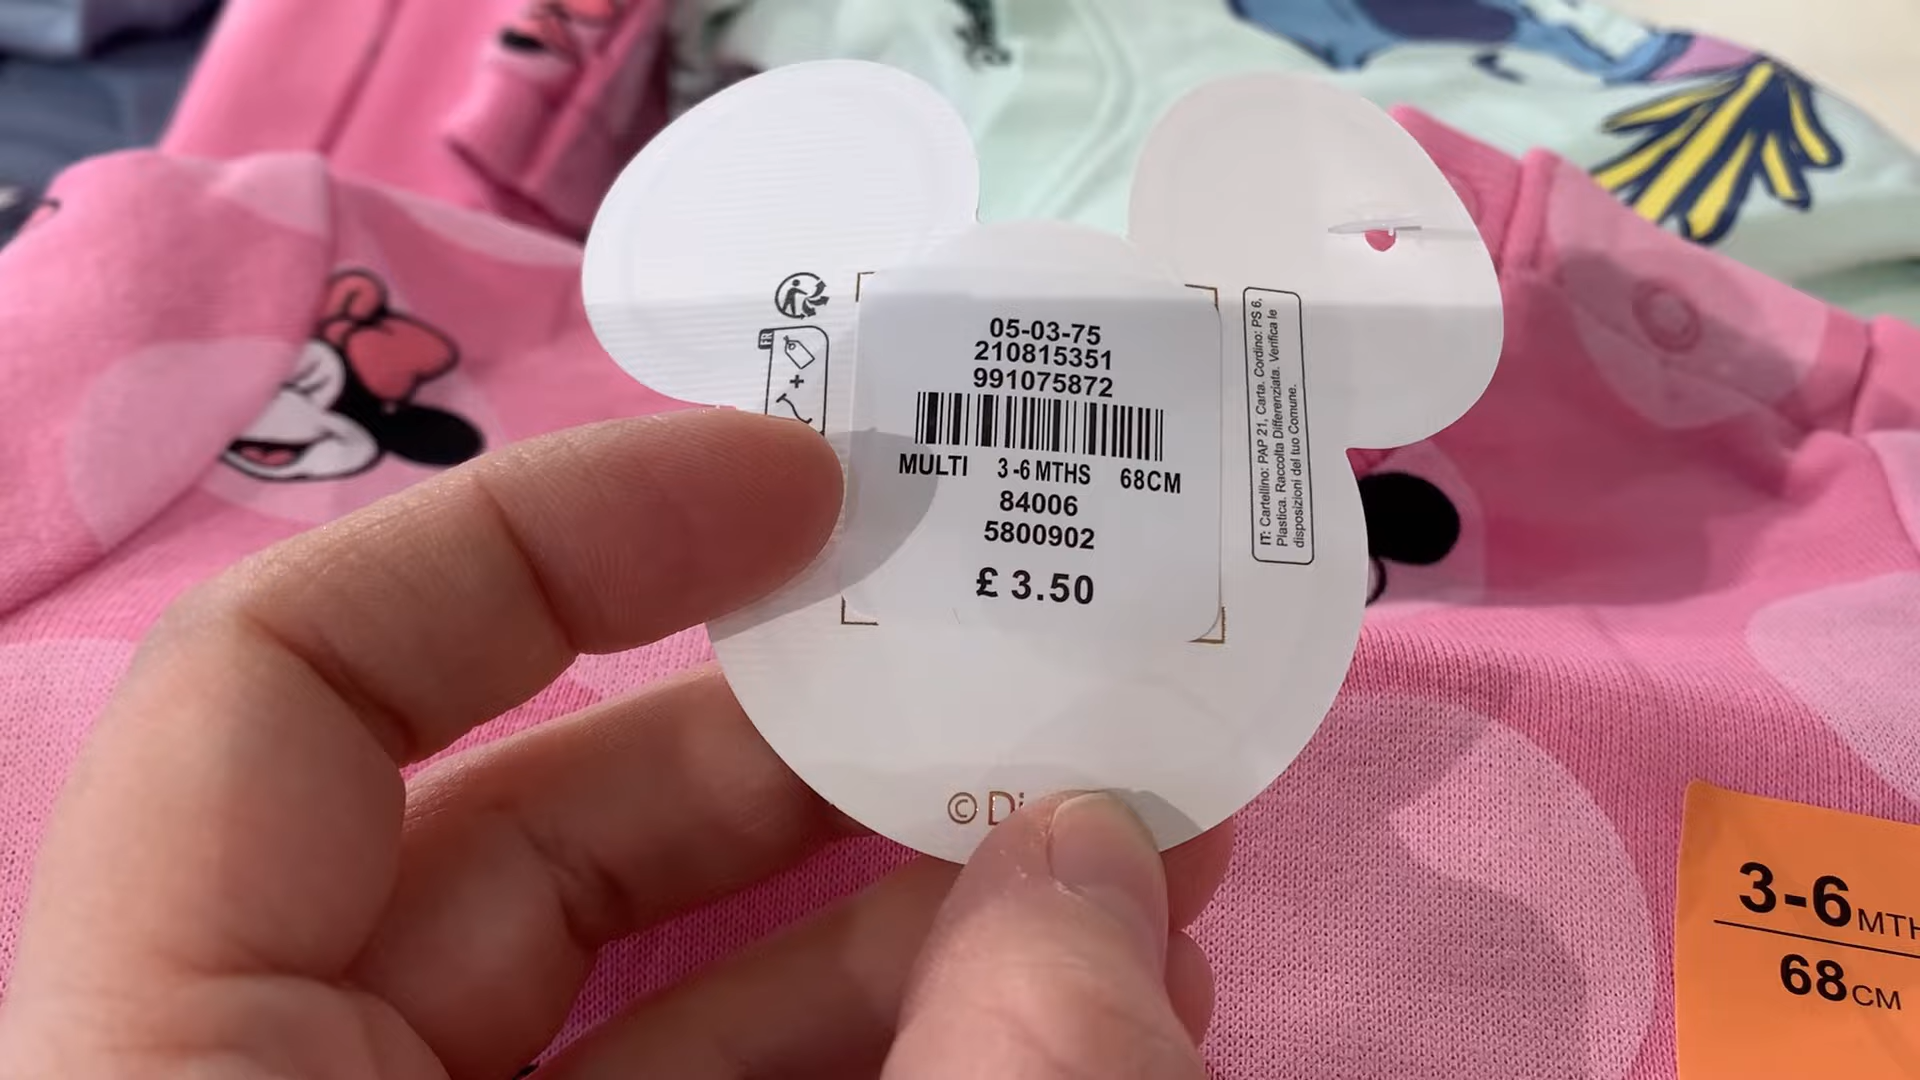 05-03-75
210815351
991075872
MULTI 3-6 MTHS 68CM
84006
5800902
£ 3.50
FR
+
IT: Cartellino: PAP 21, Carta. Cordino: PS 6,
Plastica. Raccolta Differenziata. Verifica le
disposizioni del tuo Comune.
©
3-6
68 CM